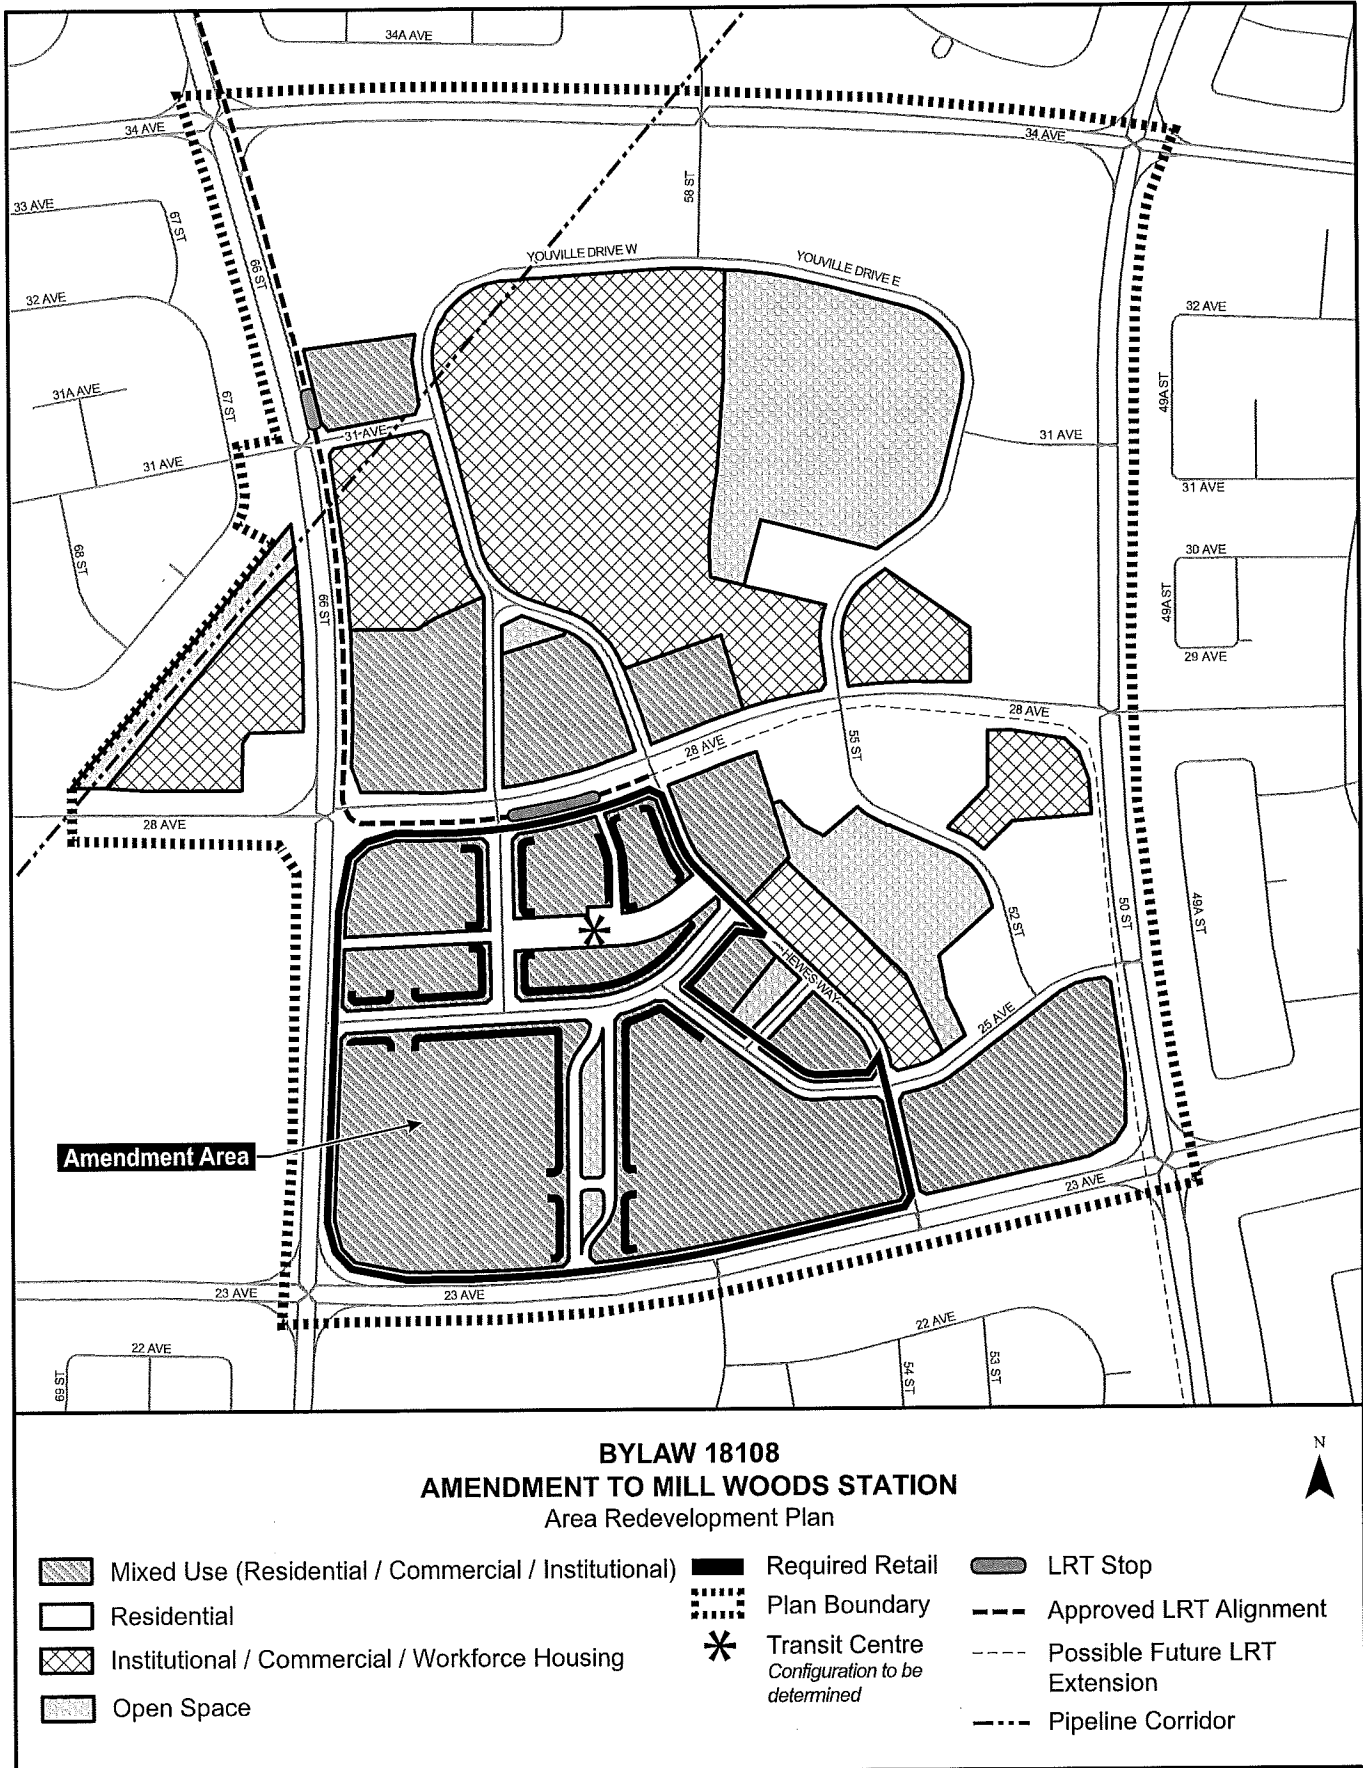 34A AVE
34 AVE
34 AVE
33 AVE
67 ST
58 ST
66 ST
YOUVILLE DRIVE W
YOUVILLE DRIVE E
32 AVE
32 AVE
31A AVE
67 ST
49A ST
31 AVE
31 AVE
31 AVE
31 AVE
68 ST
66 ST
30 AVE
49A ST
29 AVE
28 AVE
28 AVE
55 ST
28 AVE
52 ST
50 ST
49A ST
HEWES WAY
25 AVE
Amendment Area
23 AVE
23 AVE
23 AVE
22 AVE
22 AVE
69 ST
54 ST
53 ST
BYLAW 18108
AMENDMENT TO MILL WOODS STATION
Area Redevelopment Plan
N
Mixed Use (Residential / Commercial / Institutional)
Residential
Institutional / Commercial / Workforce Housing
Open Space
Required Retail
Plan Boundary
Transit Centre
Configuration to be
determined
LRT Stop
Approved LRT Alignment
Possible Future LRT
Extension
Pipeline Corridor